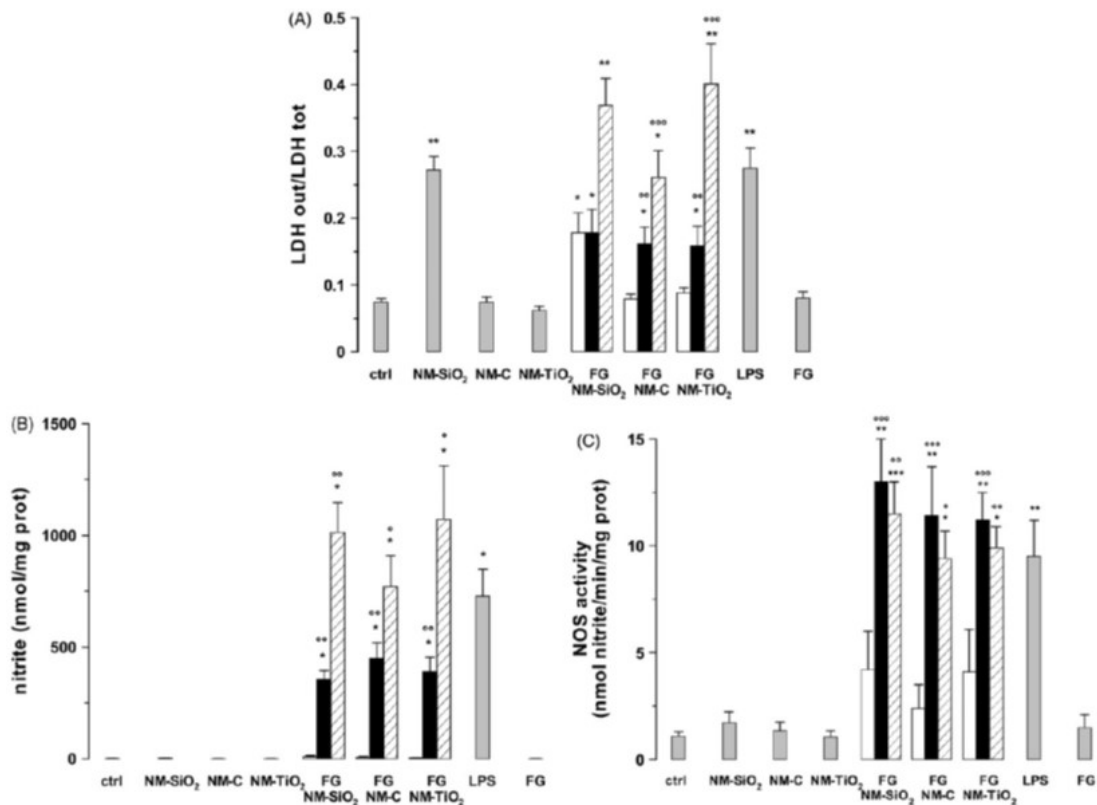 (A)
LDH out/LDH tot
0.5
0.4
0.3
0.2
0.1
0
ctrl NM-SiO₂ NM-C NM-TiO₂ FG FG FG LPS FG
NM-SiO₂ NM-C NM-TiO₂
(B)
nitrite (nmol/mg prot)
1500
1000
500
0
ctrl NM-SiO₂ NM-C NM-TiO₂ FG FG FG LPS FG
NM-SiO₂ NM-C NM-TiO₂
(C)
NOS activity
(nmol nitrite/min/mg prot)
15
10
5
0
ctrl NM-SiO₂ NM-C NM-TiO₂ FG FG FG LPS FG
NM-SiO₂ NM-C NM-TiO₂